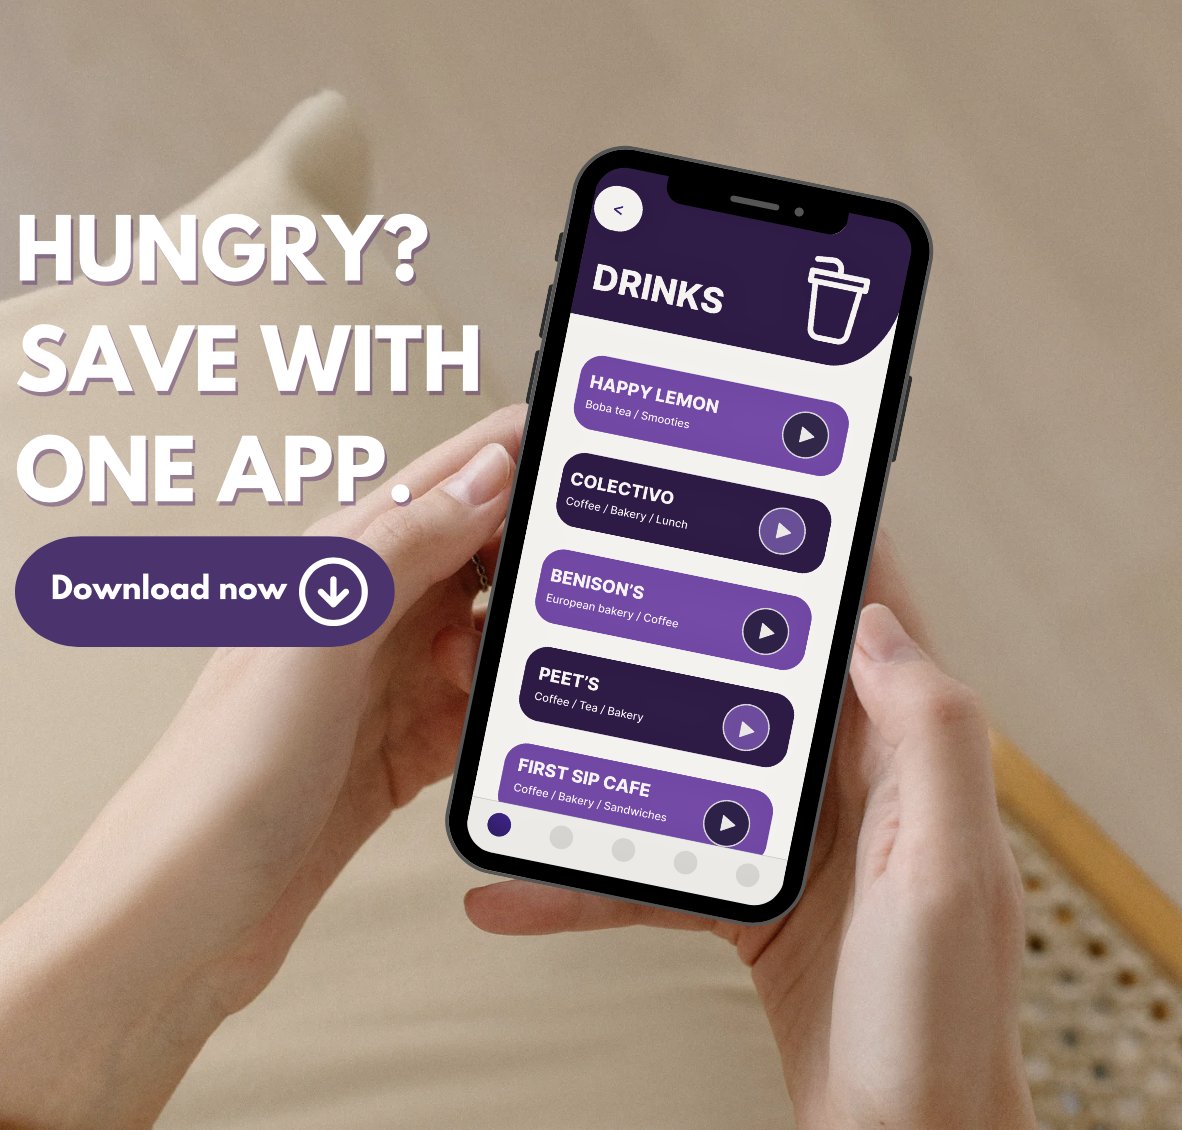 HUNGRY?
SAVE WITH
ONE APP.
Download now
<
DRINKS
HAPPY LEMON
Boba tea / Smooties
COLECTIVO
Coffee / Bakery / Lunch
BENISON'S
European bakery / Coffee
PEET'S
Coffee / Tea / Bakery
FIRST SIP CAFE
Coffee / Bakery / Sandwiches